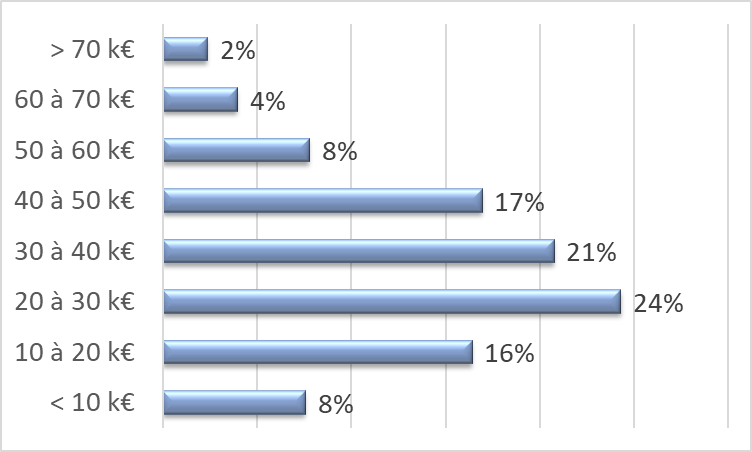 > 70 k€ 2%
60 à 70 k€ 4%
50 à 60 k€ 8%
40 à 50 k€ 17%
30 à 40 k€ 21%
20 à 30 k€ 24%
10 à 20 k€ 16%
< 10 k€ 8%